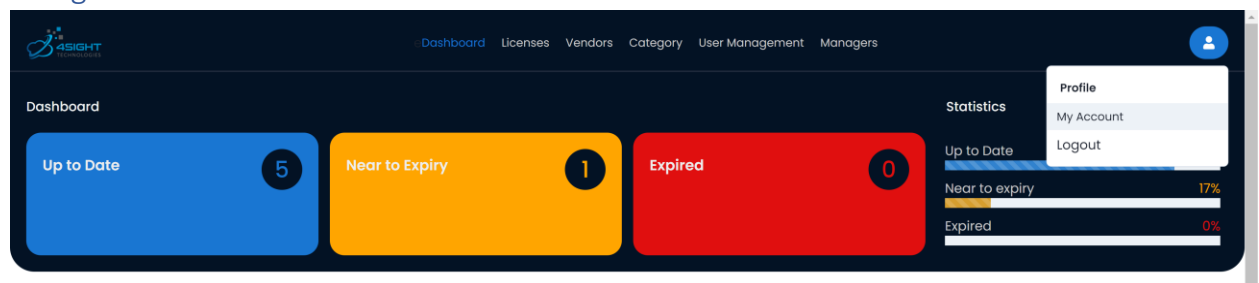 4SIGHT
TECHNOLOGIES
Dashboard Licenses Vendors Category User Management Managers
Profile
My Account
Logout
Dashboard
Up to Date 5
Near to Expiry 1
Expired 0
Statistics
Up to Date
Near to expiry 17%
Expired 0%